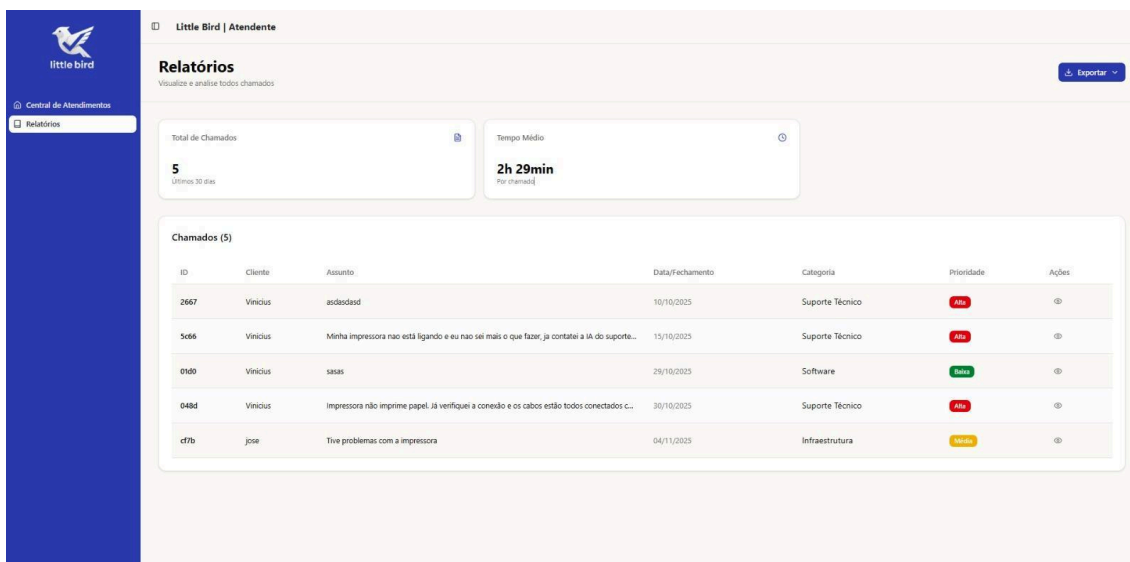 little bird
Central de Atendimentos
Relatórios
Little Bird | Atendente
Relatórios
Visualize e analise todos chamados
Exportar
Total de Chamados
5
Últimos 30 dias
Tempo Médio
2h 29min
Por chamado
Chamados (5)
ID Cliente Assunto Data/Fechamento Categoria Prioridade Ações
2667 Vinicius asdasdasd 10/10/2025 Suporte Técnico Alta
5c66 Vinicius Minha impressora nao está ligando e eu nao sei mais o que fazer, ja contatei a IA do suporte... 15/10/2025 Suporte Técnico Alta
01d0 Vinicius sasas 29/10/2025 Software Baixa
048d Vinicius Impressora não imprime papel. Já verifiquei a conexão e os cabos estão todos conectados c... 30/10/2025 Suporte Técnico Alta
cf7b jose Tive problemas com a impressora 04/11/2025 Infraestrutura Média